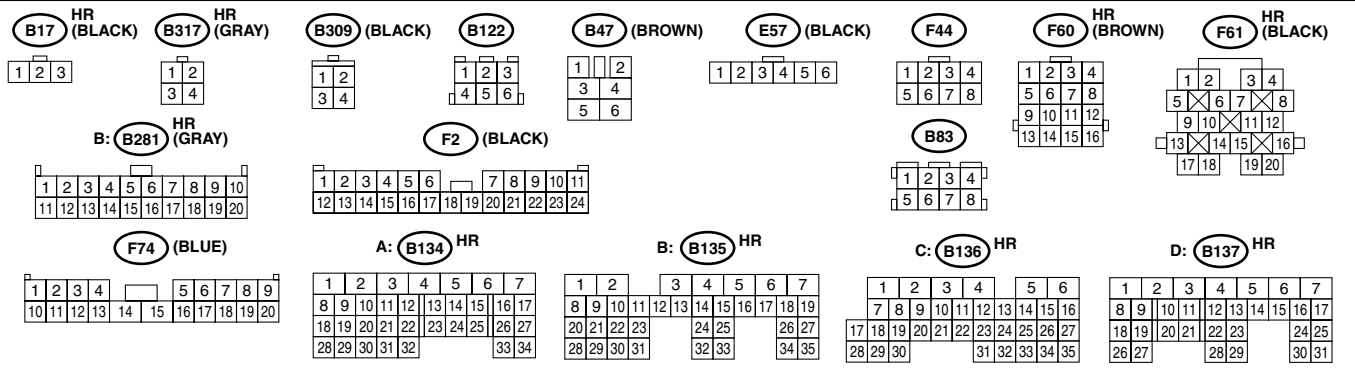 B17 HR (BLACK)
1 2 3
B317 HR (GRAY)
1 2
3 4
B309 (BLACK)
1 2
3 4
B122
1 2 3
4 5 6
B47 (BROWN)
1 2
3 4
5 6
E57 (BLACK)
1 2 3 4 5 6
F44
1 2 3 4
5 6 7 8
F60 HR (BROWN)
1 2 3 4
5 6 7 8
9 10 11 12
13 14 15 16
F61 HR (BLACK)
1 2 3 4
5 6 7 8
9 10 11 12
13 14 15 16
17 18 19 20
B: B281 HR (GRAY)
1 2 3 4 5 6 7 8 9 10
11 12 13 14 15 16 17 18 19 20
F2 (BLACK)
1 2 3 4 5 6 7 8 9 10 11
12 13 14 15 16 17 18 19 20 21 22 23 24
B83
1 2 3 4
5 6 7 8
F74 (BLUE)
1 2 3 4 5 6 7 8 9
10 11 12 13 14 15 16 17 18 19 20
A: B134 HR
1 2 3 4 5 6 7
8 9 10 11 12 13 14 15 16 17
18 19 20 21 22 23 24 25 26 27
28 29 30 31 32 33 34
B: B135 HR
1 2 3 4 5 6 7
8 9 10 11 12 13 14 15 16 17 18 19
20 21 22 23 24 25 26 27
28 29 30 31 32 33 34 35
C: B136 HR
1 2 3 4 5 6
7 8 9 10 11 12 13 14 15 16
17 18 19 20 21 22 23 24 25 26 27
28 29 30 31 32 33 34 35
D: B137 HR
1 2 3 4 5 6 7
8 9 10 11 12 13 14 15 16 17
18 19 20 21 22 23 24 25
26 27 28 29 30 31